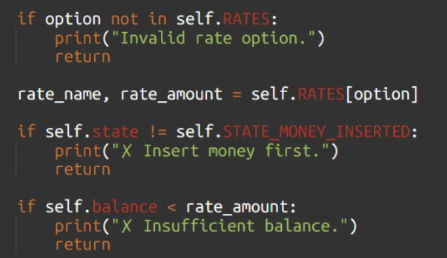 if option not in self.RATES:
    print("Invalid rate option.")
    return
rate_name, rate_amount = self.RATES[option]
if self.state != self.STATE_MONEY_INSERTED:
    print("X Insert money first.")
    return
if self.balance < rate_amount:
    print("X Insufficient balance.")
    return